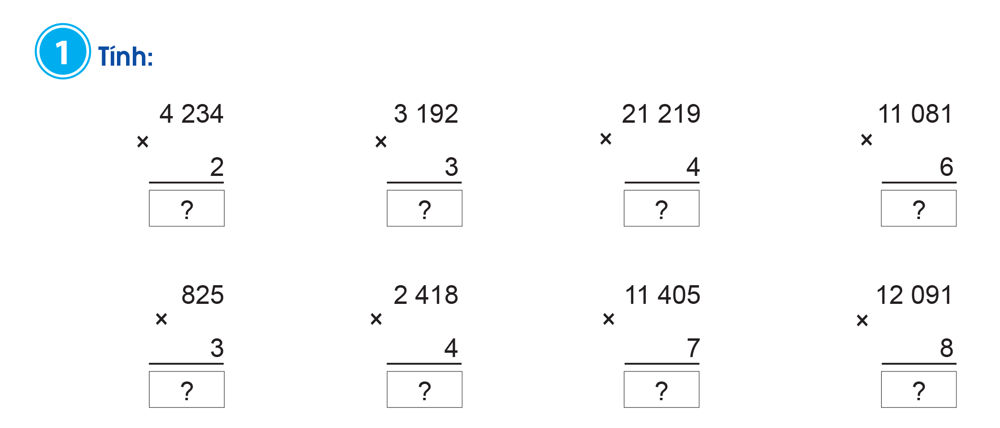 1 Tính:
4 234 3 192 21 219 11 081
× × × ×
2 3 4 6
? ? ? ?
825 2 418 11 405 12 091
× × × ×
3 4 7 8
? ? ? ?